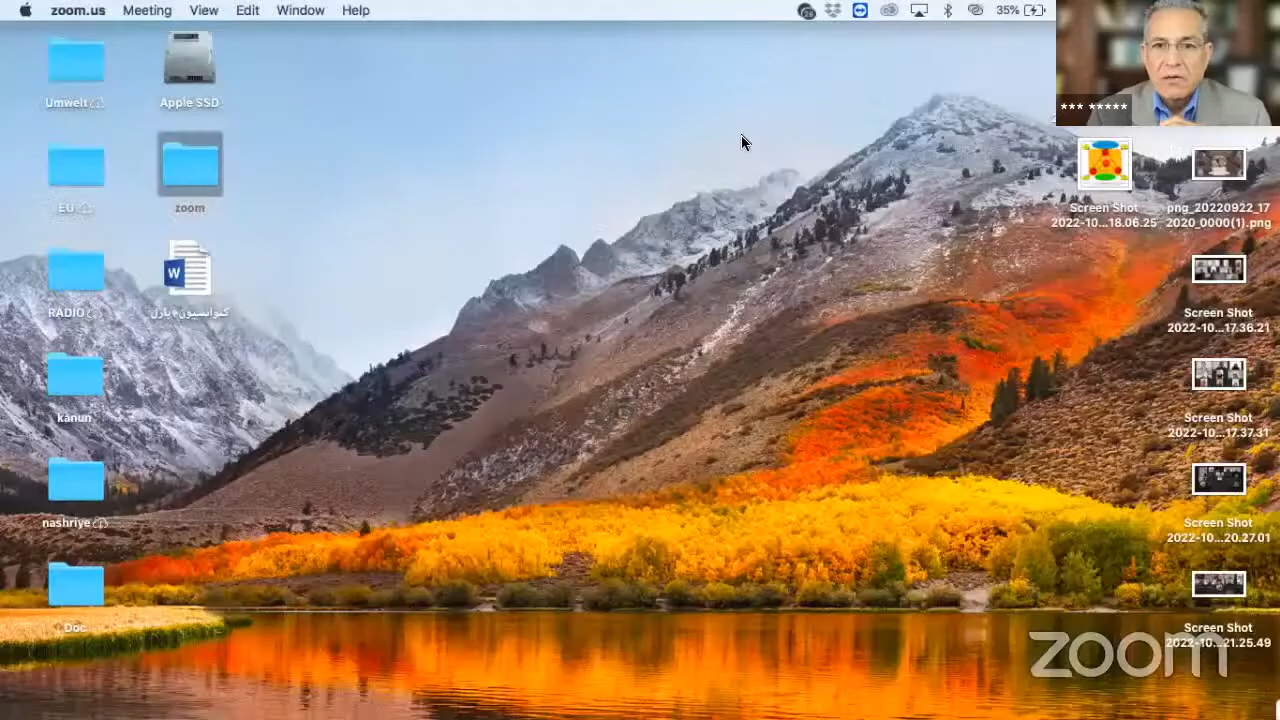 zoom.us Meeting View Edit Window Help 26 35%
*** *****
Umwelt
Apple SSD
EU
zoom
RADIO
کنوانسیون+پازل
kanun
nashriye
Doc
Screen Shot
2022-10...18.06.25
png_20220922_17
2020_0000(1).png
Screen Shot
2022-10...17.36.21
Screen Shot
2022-10...17.37.31
Screen Shot
2022-10...20.27.01
Screen Shot
2022-10...21.25.49
W
zoom